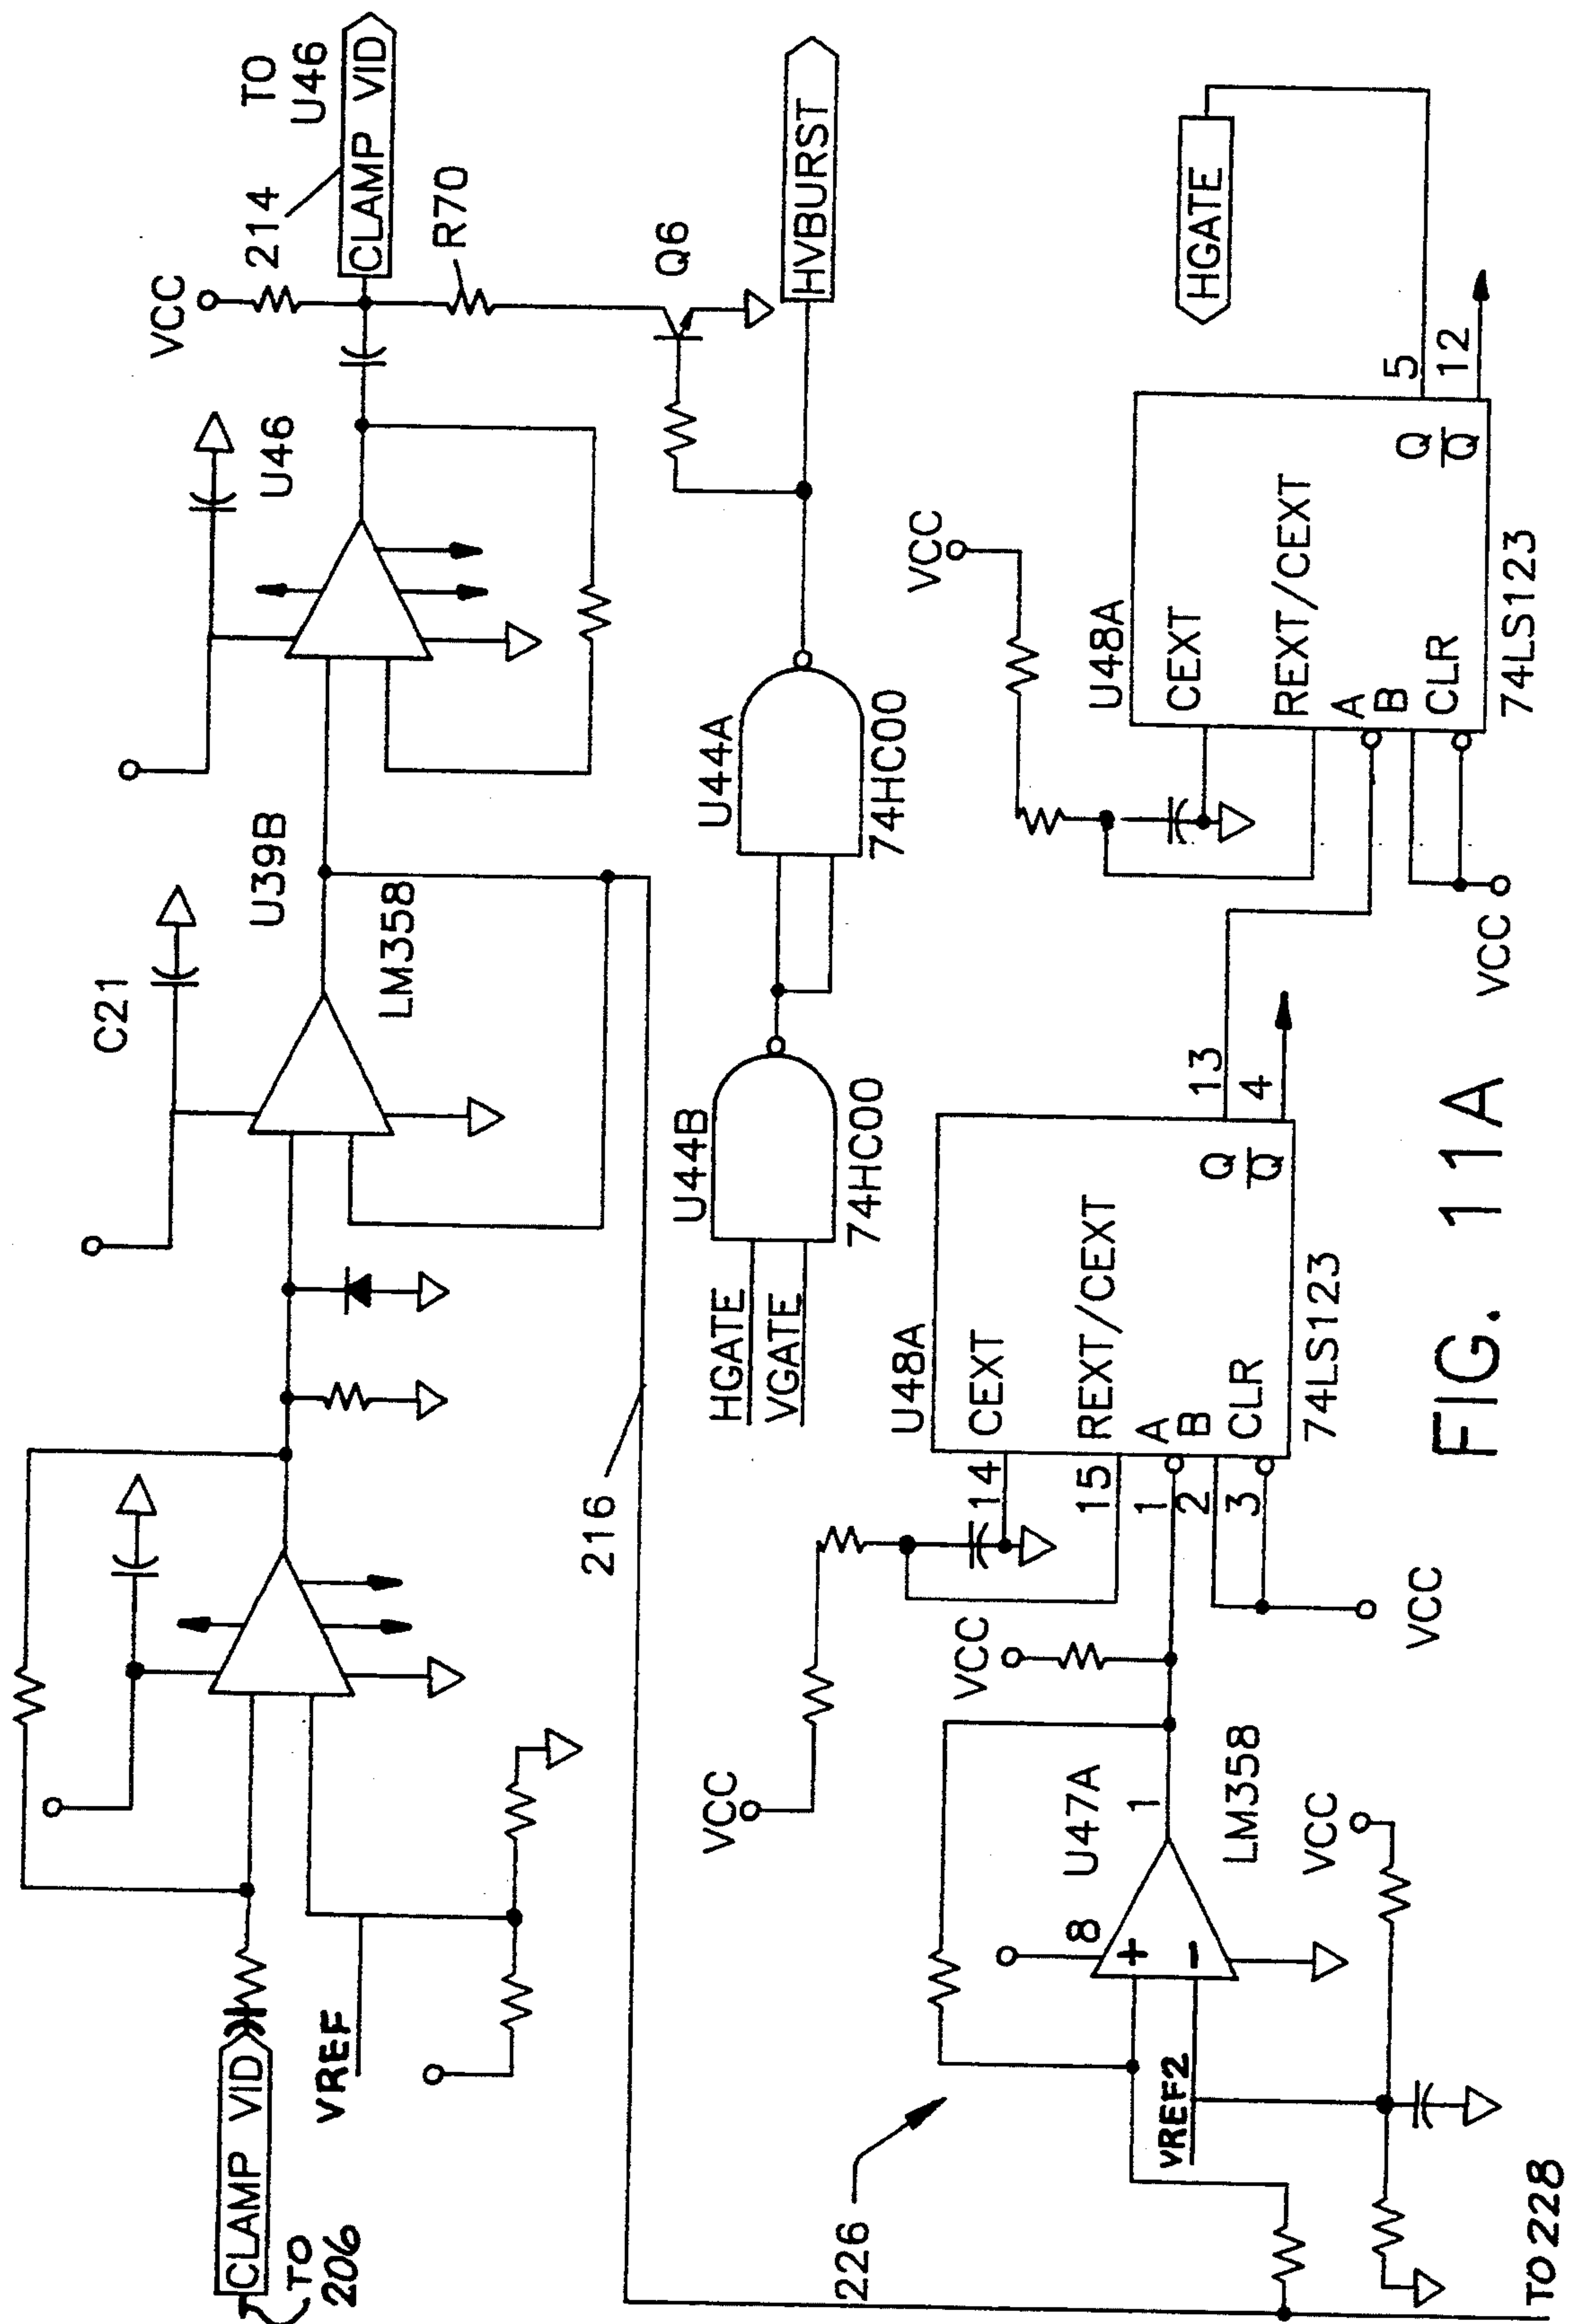 CLAMP VID
TO
206
VREF
C21
U39B
LM358
U46
VCC
214
TO
U46
CLAMP VID
R70
Q6
216
HGATE
VGATE
U44B
74HC00
U44A
74HC00
HVBURST
226
VREF2
8
+
-
U47A
1
LM358
VCC
VCC
VCC
14
15
1
2
3
U48A
CEXT
REXT/CEXT
A
B
CLR
Q
Q
74LS123
13
4
VCC
VCC
U48A
CEXT
REXT/CEXT
A
B
CLR
Q
Q
74LS123
5
12
HGATE
VCC
TO 228
FIG. 11A